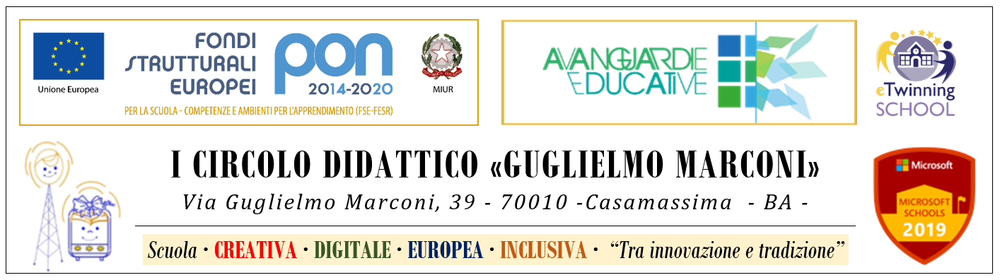 Unione Europea
FONDI
STRUTTURALI
EUROPEI
pon
2014-2020
PER LA SCUOLA - COMPETENZE E AMBIENTI PER L'APPRENDIMENTO (FSE-FESR)
MIUR
AVANGUARDIE
EDUCATIVE
eTwinning
SCHOOL
I CIRCOLO DIDATTICO «GUGLIELMO MARCONI»
Via Guglielmo Marconi, 39 - 70010 -Casamassima - BA -
Scuola · CREATIVA · DIGITALE · EUROPEA · INCLUSIVA · “Tra innovazione e tradizione”
Microsoft
MICROSOFT
SCHOOLS
2019